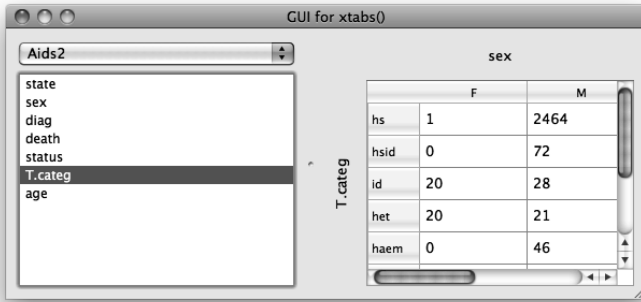 GUI for xtabs()
Aids2
state
sex
diag
death
status
T.categ
age
sex
T.categ
F M
hs 1 2464
hsid 0 72
id 20 28
het 20 21
haem 0 46